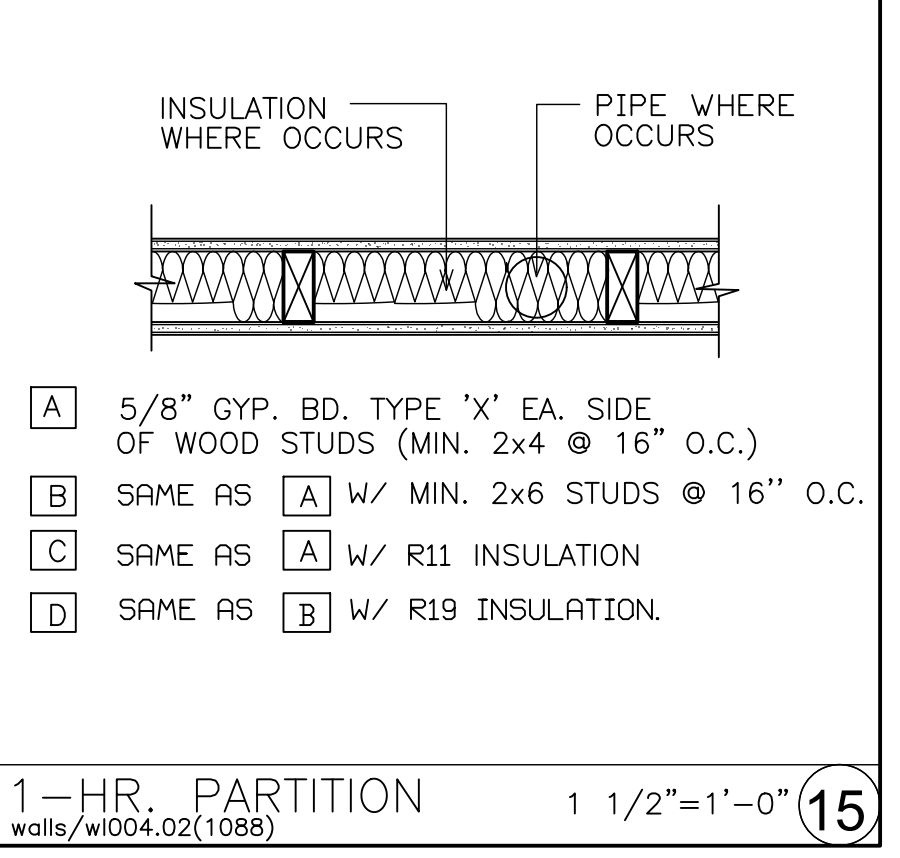 INSULATION
WHERE OCCURS
PIPE WHERE
OCCURS
A 5/8" GYP. BD. TYPE 'X' EA. SIDE
OF WOOD STUDS (MIN. 2x4 @ 16" O.C.)
B SAME AS A W/ MIN. 2x6 STUDS @ 16'' O.C.
C SAME AS A W/ R11 INSULATION
D SAME AS B W/ R19 INSULATION.
1-HR. PARTITION 1 1/2"=1'-0" 15
walls/wl004.02(1088)